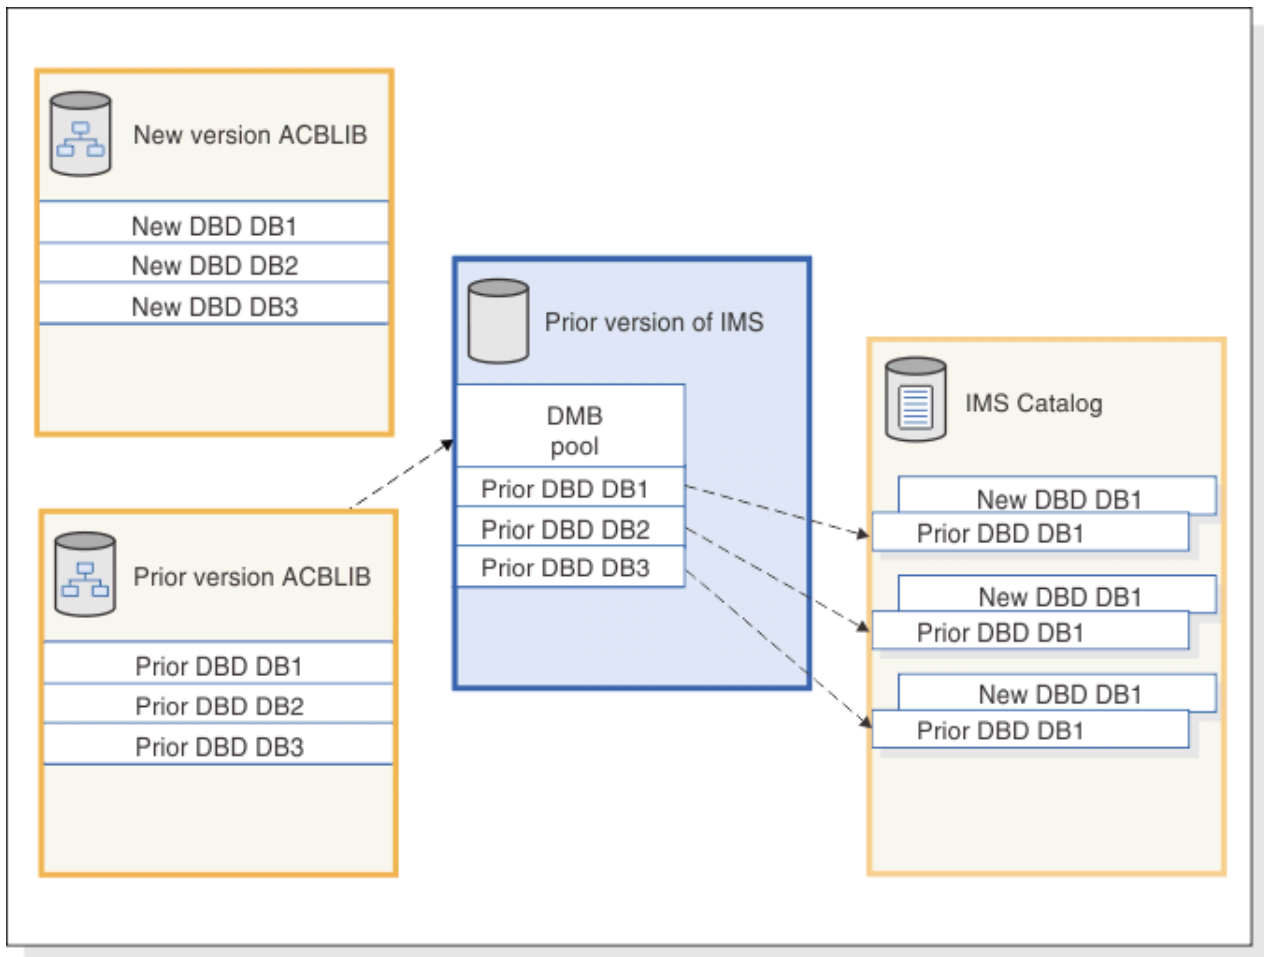 New version ACBLIB
New DBD DB1
New DBD DB2
New DBD DB3
Prior version ACBLIB
Prior DBD DB1
Prior DBD DB2
Prior DBD DB3
Prior version of IMS
DMB
pool
Prior DBD DB1
Prior DBD DB2
Prior DBD DB3
IMS Catalog
New DBD DB1
Prior DBD DB1
New DBD DB1
Prior DBD DB1
New DBD DB1
Prior DBD DB1